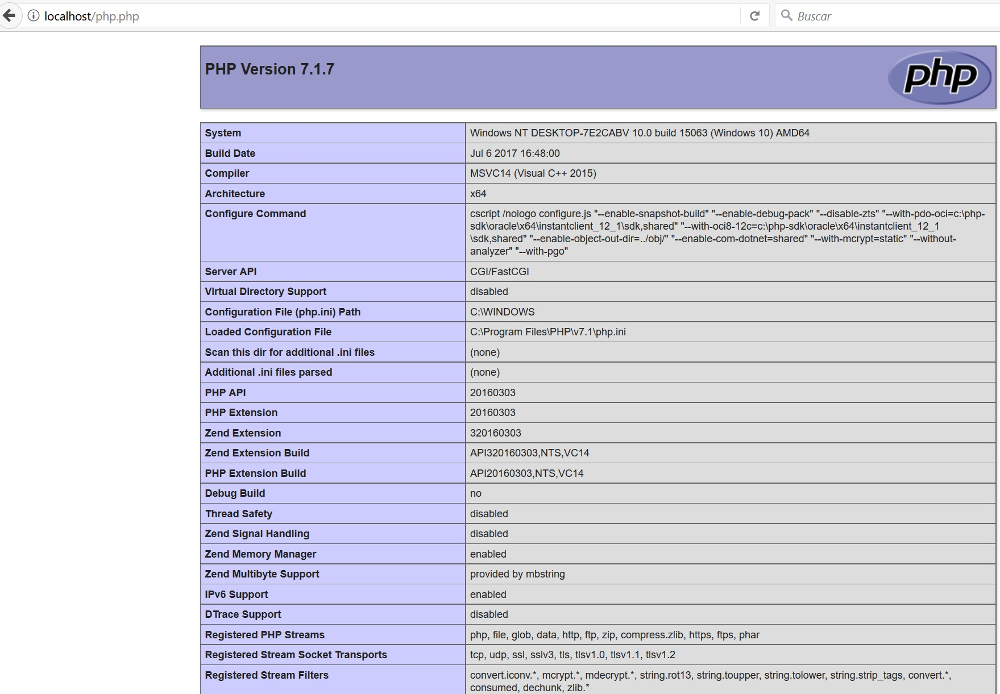 localhost/php.php
Buscar
PHP Version 7.1.7
php
System Windows NT DESKTOP-7E2CABV 10.0 build 15063 (Windows 10) AMD64
Build Date Jul 6 2017 16:48:00
Compiler MSVC14 (Visual C++ 2015)
Architecture x64
Configure Command cscript /nologo configure.js "--enable-snapshot-build" "--enable-debug-pack" "--disable-zts" "--with-pdo-oci=c:\php-
sdk\oracle\x64\instantclient_12_1\sdk,shared" "--with-oci8-12c=c:\php-sdk\oracle\x64\instantclient_12_1
\sdk,shared" "--enable-object-out-dir=../obj/" "--enable-com-dotnet=shared" "--with-mcrypt=static" "--without-
analyzer" "--with-pgo"
Server API CGI/FastCGI
Virtual Directory Support disabled
Configuration File (php.ini) Path C:\WINDOWS
Loaded Configuration File C:\Program Files\PHP\v7.1\php.ini
Scan this dir for additional .ini files (none)
Additional .ini files parsed (none)
PHP API 20160303
PHP Extension 20160303
Zend Extension 320160303
Zend Extension Build API320160303,NTS,VC14
PHP Extension Build API20160303,NTS,VC14
Debug Build no
Thread Safety disabled
Zend Signal Handling disabled
Zend Memory Manager enabled
Zend Multibyte Support provided by mbstring
IPv6 Support enabled
DTrace Support disabled
Registered PHP Streams php, file, glob, data, http, ftp, zip, compress.zlib, https, ftps, phar
Registered Stream Socket Transports tcp, udp, ssl, sslv3, tls, tlsv1.0, tlsv1.1, tlsv1.2
Registered Stream Filters convert.iconv.*, mcrypt.*, mdecrypt.*, string.rot13, string.toupper, string.tolower, string.strip_tags, convert.*,
consumed, dechunk, zlib.*